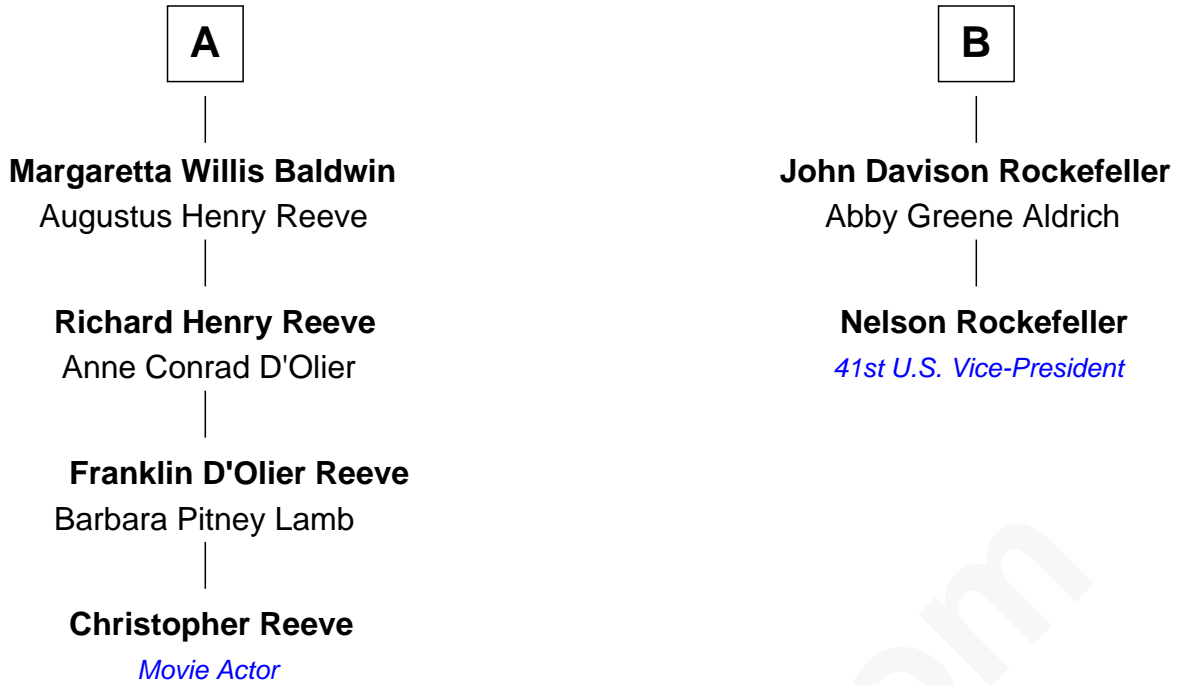 A
Margaretta Willis Baldwin
Augustus Henry Reeve
Richard Henry Reeve
Anne Conrad D'Olier
Franklin D'Olier Reeve
Barbara Pitney Lamb
Christopher Reeve
Movie Actor
B
John Davison Rockefeller
Abby Greene Aldrich
Nelson Rockefeller
41st U.S. Vice-President
om